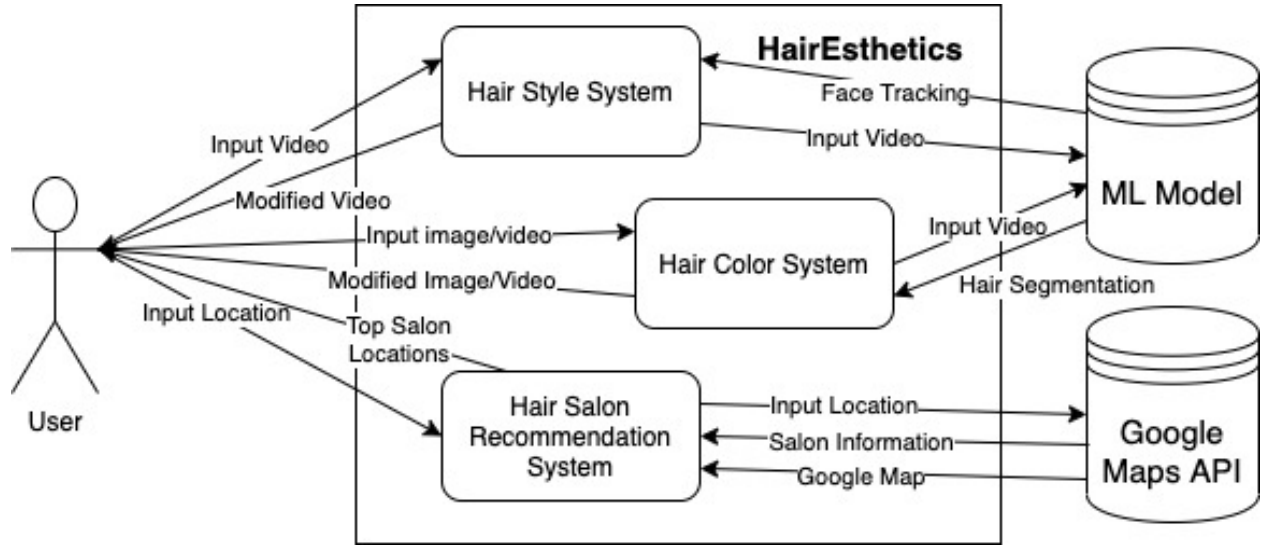 HairEsthetics
Hair Style System
Face Tracking
Input Video
Input Video
Modified Video
ML Model
Input image/video
Input Video
Hair Color System
Modified Image/Video
Hair Segmentation
Input Location
Top Salon
Locations
User
Hair Salon
Recommendation
System
Input Location
Salon Information
Google Map
Google
Maps API